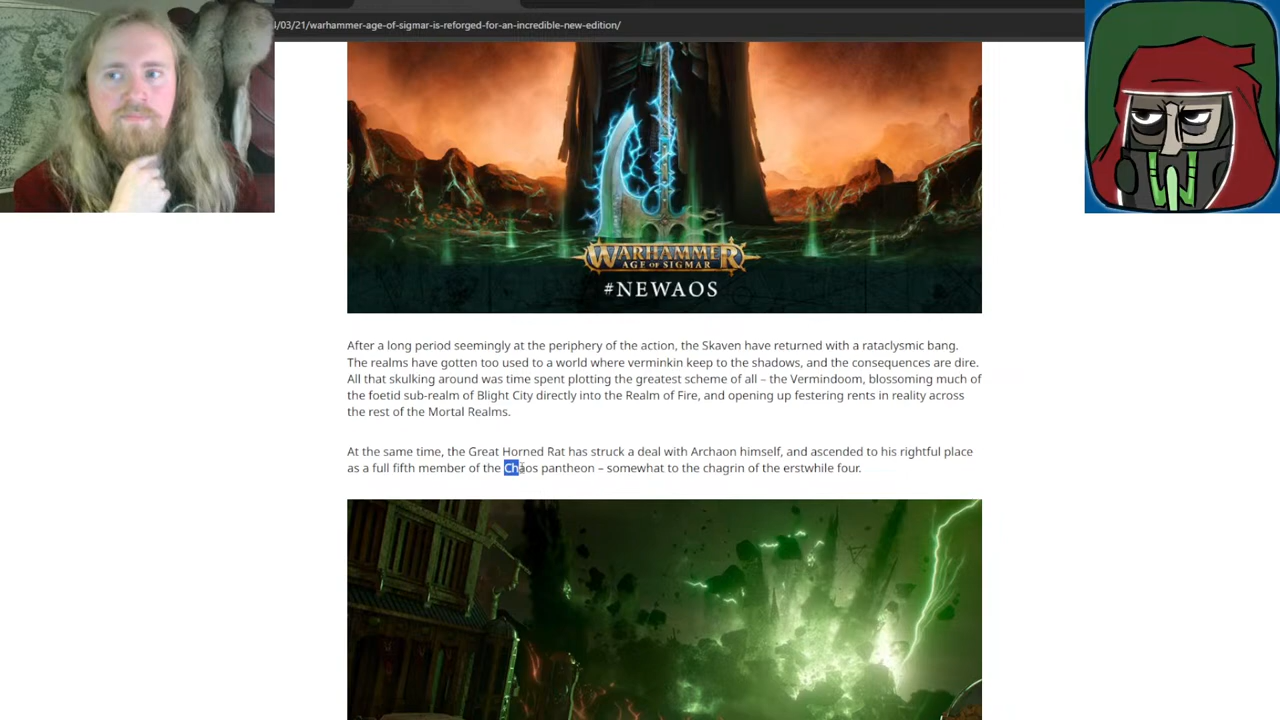 4/03/21/warhammer-age-of-sigmar-is-reforged-for-an-incredible-new-edition/
WARHAMMER
AGE OF SIGMAR
#NEWAOS
After a long period seemingly at the periphery of the action, the Skaven have returned with a rataclysmic bang.
The realms have gotten too used to a world where verminkin keep to the shadows, and the consequences are dire.
All that skulking around was time spent plotting the greatest scheme of all – the Vermindoom, blossoming much of
the foetid sub-realm of Blight City directly into the Realm of Fire, and opening up festering rents in reality across
the rest of the Mortal Realms.
At the same time, the Great Horned Rat has struck a deal with Archaon himself, and ascended to his rightful place
as a full fifth member of the Chaos pantheon – somewhat to the chagrin of the erstwhile four.